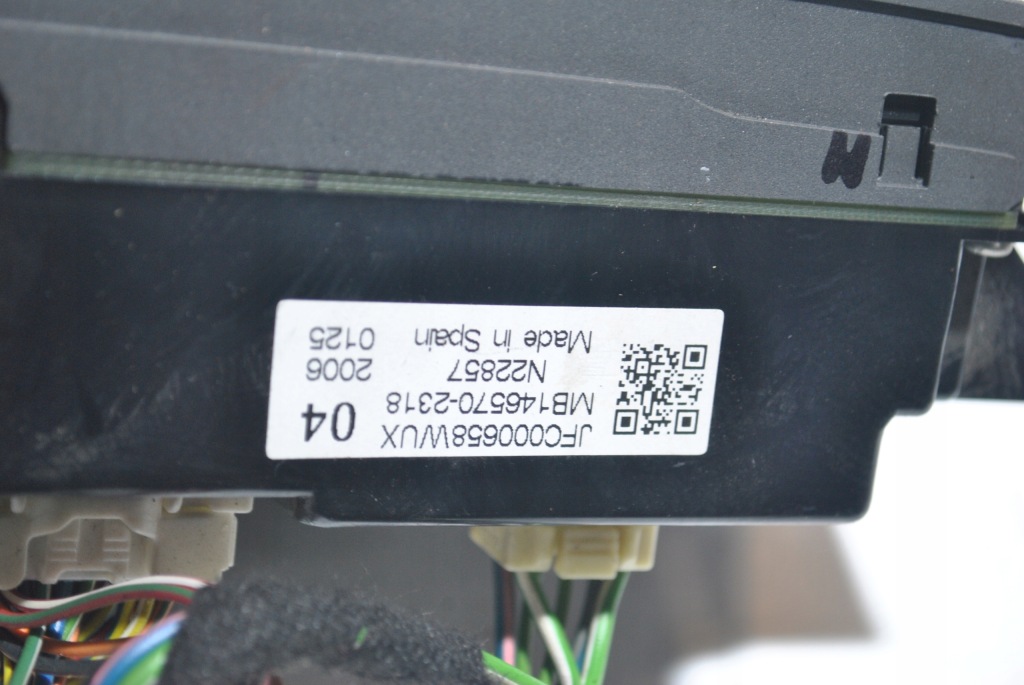 JFC000658WUX 04
MB146570-2318
N22857 2006
Made in Spain 0125